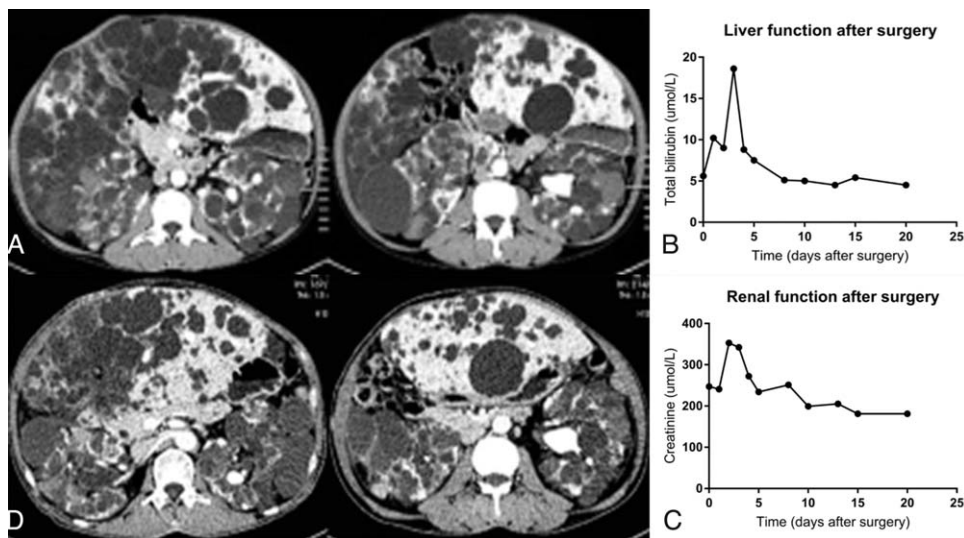 A
Liver function after surgery
Total bilirubin (umol/L)
20
15
10
5
0
0 5 10 15 20 25
Time (days after surgery)
B
Renal function after surgery
Creatinine (umol/L)
400
300
200
100
0
0 5 10 15 20 25
Time (days after surgery)
C
D